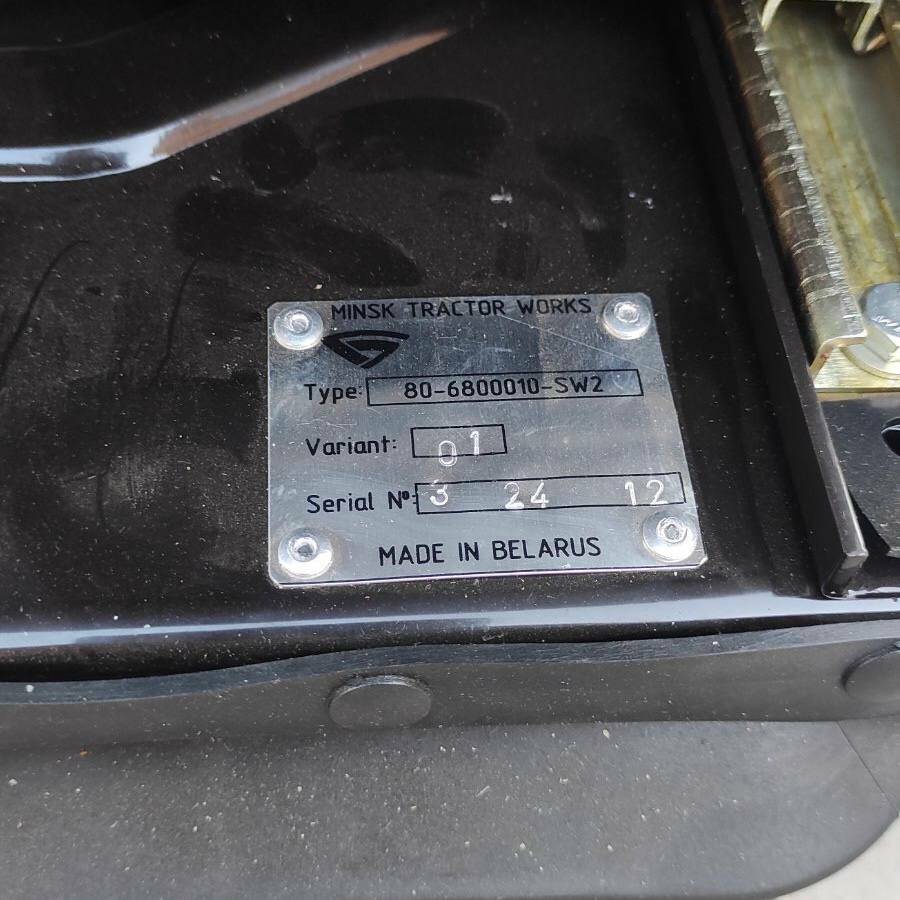 MINSK TRACTOR WORKS
Type: 80-6800010-SW2
Variant: 01
Serial Nº: 3 24 12
MADE IN BELARUS